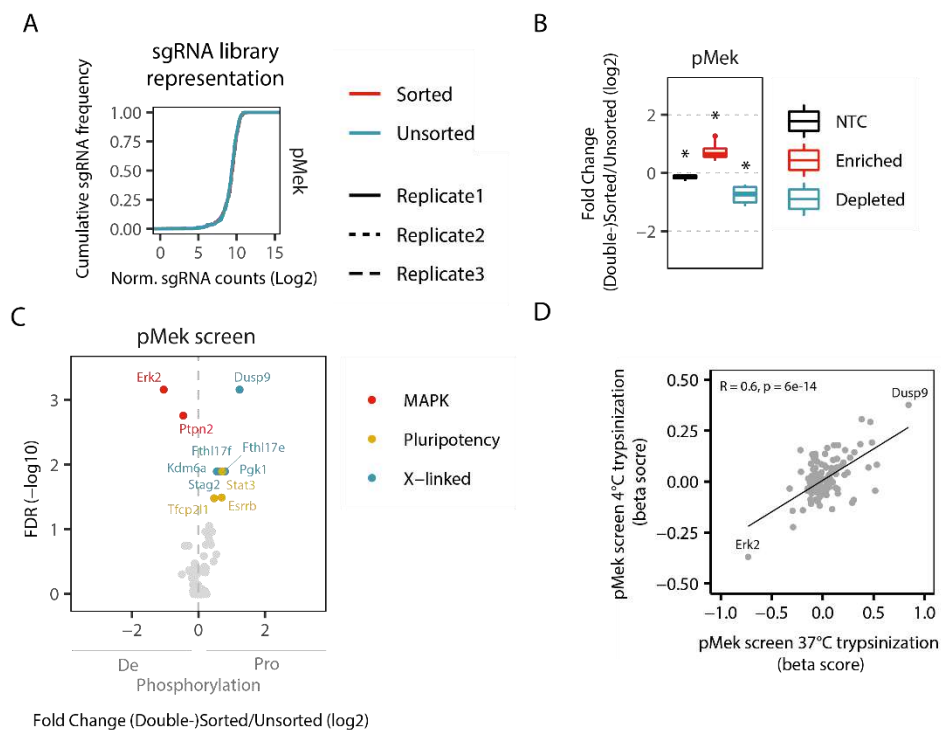 A
sgRNA library
representation
Cumulative sgRNA frequency
1.00
0.75
0.50
0.25
0.00
0
5
10
15
Norm. sgRNA counts (Log2)
pMek
Sorted
Unsorted
Replicate1
Replicate2
Replicate3
B
pMek
Fold Change
(Double-)Sorted/Unsorted (log2)
2
0
−2
*
*
*
NTC
Enriched
Depleted
C
pMek screen
FDR (−log10)
3
2
1
0
Erk2
Dusp9
Ptpn2
Fthl17f
Fthl17e
Kdm6a
Pgk1
Stag2
Stat3
Tfcp2l1
Esrrb
−2
0
2
De
Pro
Phosphorylation
Fold Change (Double-)Sorted/Unsorted (log2)
MAPK
Pluripotency
X-linked
D
pMek screen 4°C trypsinization
(beta socre)
0.50
0.25
0.00
−0.25
−0.50
R = 0.6, p = 6e-14
Dusp9
Erk2
−1.0
−0.5
0.0
0.5
1.0
pMek screen 37°C trypsinization
(beta score)